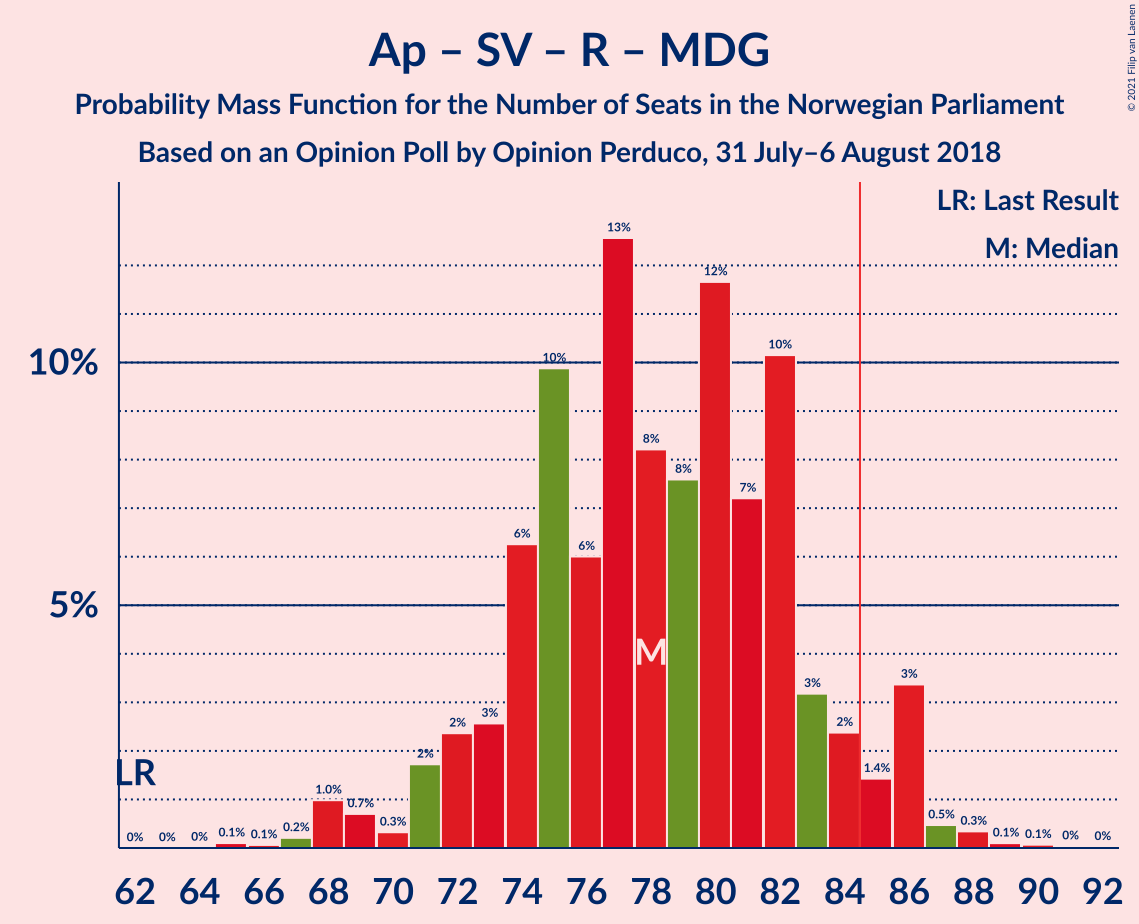 Ap – SV – R – MDG
Probability Mass Function for the Number of Seats in the Norwegian Parliament
Based on an Opinion Poll by Opinion Perduco, 31 July–6 August 2018
© 2021 Filip van Laenen
LR: Last Result
M: Median
10%
5%
LR
M
0% 0% 0% 0.1% 0.1% 0.2% 1.0% 0.7% 0.3% 2% 2% 3% 6% 10% 6% 13% 8% 8% 12% 7% 10% 3% 2% 1.4% 3% 0.5% 0.3% 0.1% 0.1% 0% 0%
62 64 66 68 70 72 74 76 78 80 82 84 86 88 90 92